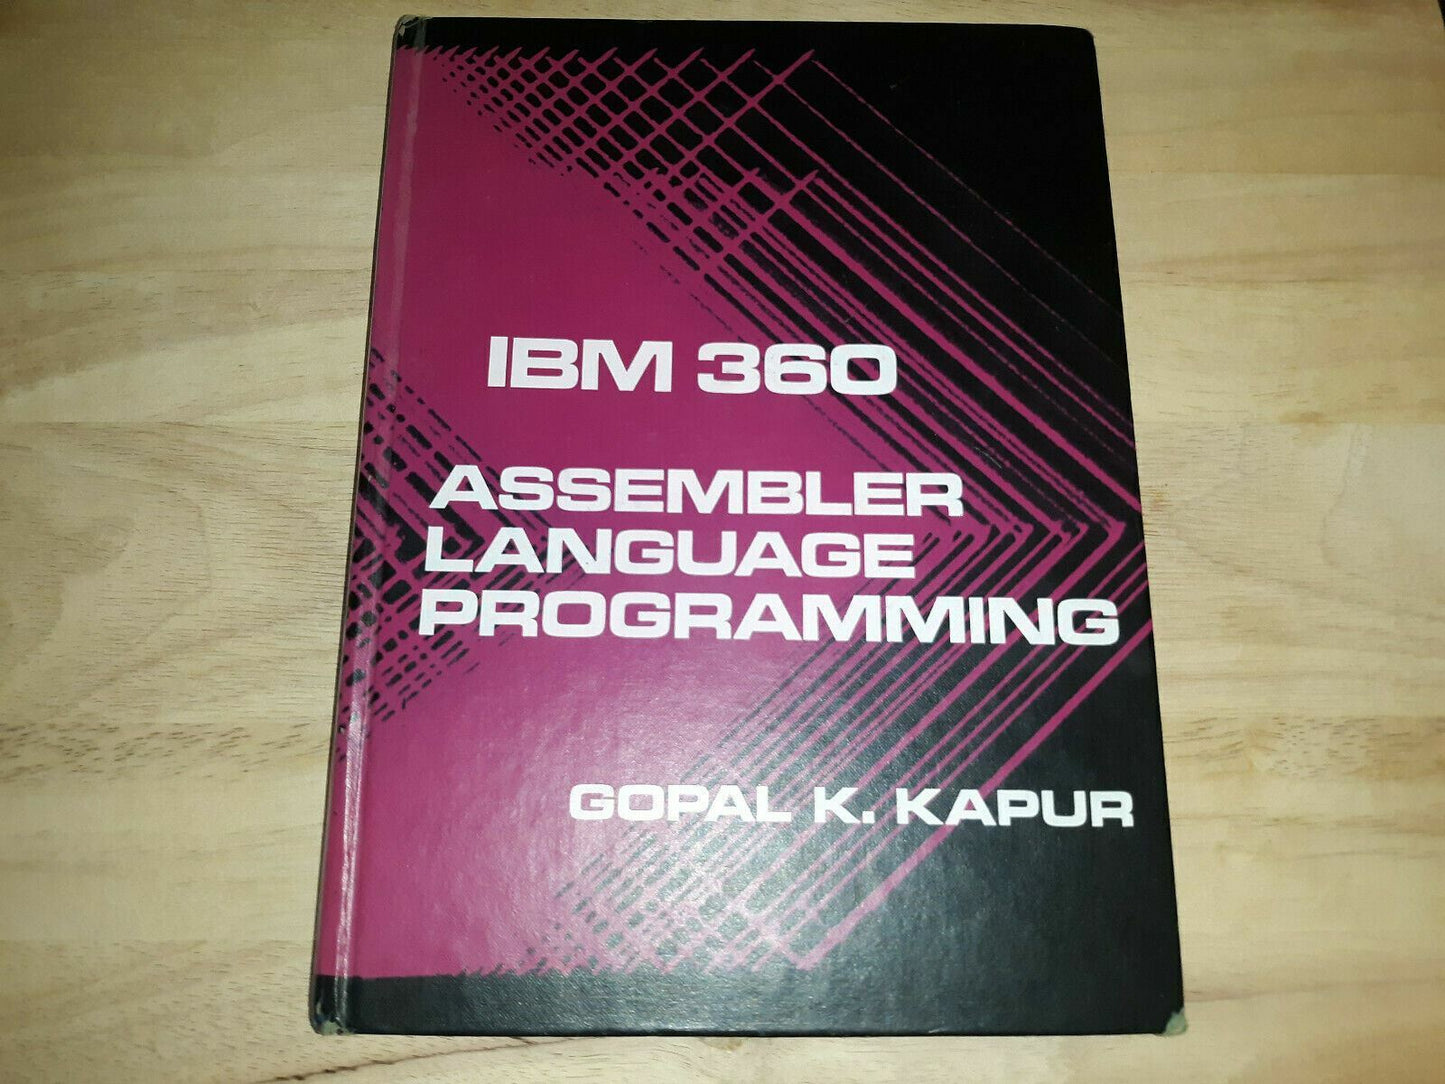 IBM 360
ASSEMBLER
LANGUAGE
PROGRAMMING
GOPAL K. KAPUR